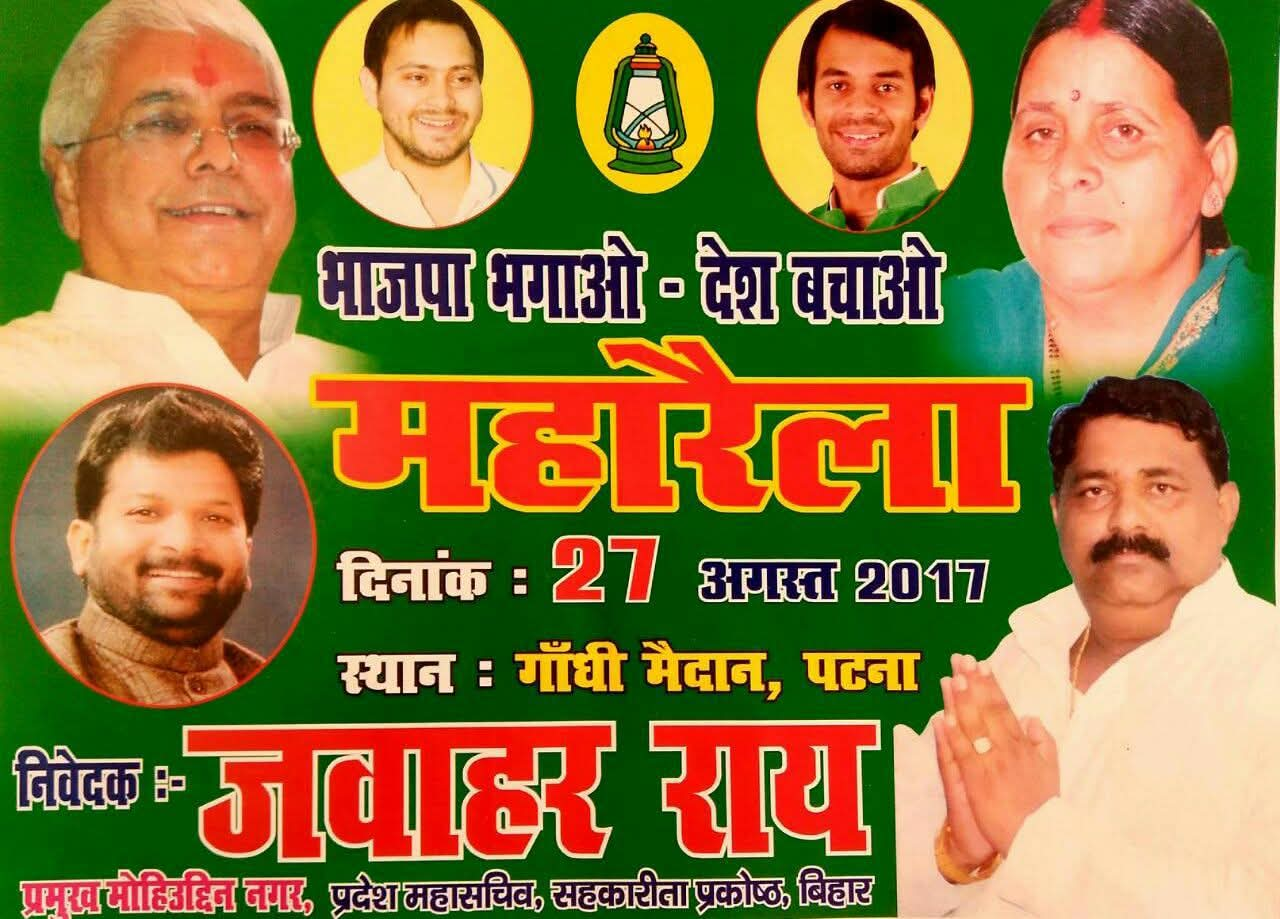 भाजपा भगाओ - देश बचाओ
महारैला
दिनांक : 27 अगस्त 2017
स्थान : गाँधी मैदान, पटना
निवेदक :- जवाहर राय
प्रमुख मोहिउद्दिन नगर, प्रदेश महासचिव, सहकारीता प्रकोष्ठ, बिहार